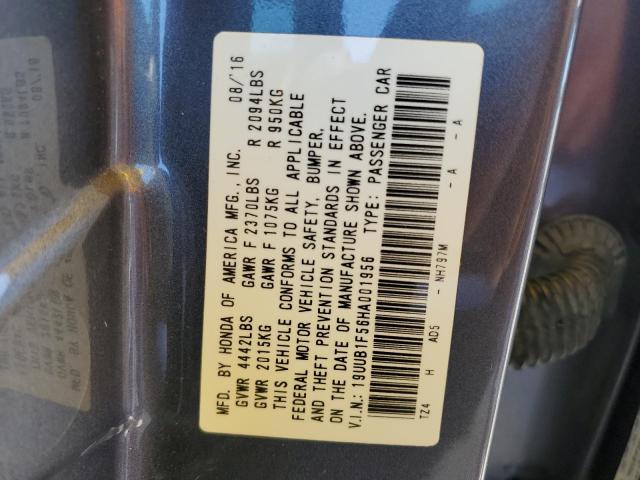 MFD. BY HONDA OF AMERICA MFG., INC. 08/'16
GVWR 4442LBS GAWR F 2370LBS R 2094LBS
GVWR 2015KG GAWR F 1075KG R 950KG
THIS VEHICLE CONFORMS TO ALL APPLICABLE
FEDERAL MOTOR VEHICLE SAFETY, BUMPER,
AND THEFT PREVENTION STANDARDS IN EFFECT
ON THE DATE OF MANUFACTURE SHOWN ABOVE.
V.I.N.: 19UUB1F56HA001956 TYPE: PASSENGER CAR
TZ4 H AD5 - NH797M - A - A